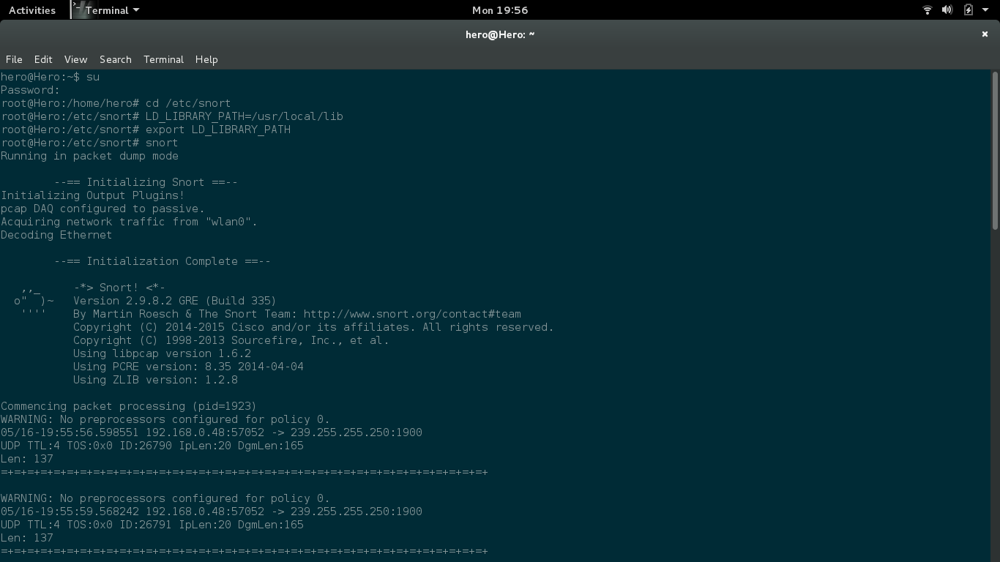 Activities Terminal Mon 19:56
hero@Hero: ~
File Edit View Search Terminal Help
hero@Hero:~$ su
Password:
root@Hero:/home/hero# cd /etc/snort
root@Hero:/etc/snort# LD_LIBRARY_PATH=/usr/local/lib
root@Hero:/etc/snort# export LD_LIBRARY_PATH
root@Hero:/etc/snort# snort
Running in packet dump mode
--== Initializing Snort ==--
Initializing Output Plugins!
pcap DAQ configured to passive.
Acquiring network traffic from "wlan0".
Decoding Ethernet
--== Initialization Complete ==--
,,_ -*> Snort! <*-
o" )~ Version 2.9.8.2 GRE (Build 335)
'''' By Martin Roesch & The Snort Team: http://www.snort.org/contact#team
Copyright (C) 2014-2015 Cisco and/or its affiliates. All rights reserved.
Copyright (C) 1998-2013 Sourcefire, Inc., et al.
Using libpcap version 1.6.2
Using PCRE version: 8.35 2014-04-04
Using ZLIB version: 1.2.8
Commencing packet processing (pid=1923)
WARNING: No preprocessors configured for policy 0.
05/16-19:55:56.598551 192.168.0.48:57052 -> 239.255.255.250:1900
UDP TTL:4 TOS:0x0 ID:26790 IpLen:20 DgmLen:165
Len: 137
=+=+=+=+=+=+=+=+=+=+=+=+=+=+=+=+=+=+=+=+=+=+=+=+=+=+=+=+=+=+=+=+=+=+=+=+=+
WARNING: No preprocessors configured for policy 0.
05/16-19:55:59.568242 192.168.0.48:57052 -> 239.255.255.250:1900
UDP TTL:4 TOS:0x0 ID:26791 IpLen:20 DgmLen:165
Len: 137
=+=+=+=+=+=+=+=+=+=+=+=+=+=+=+=+=+=+=+=+=+=+=+=+=+=+=+=+=+=+=+=+=+=+=+=+=+